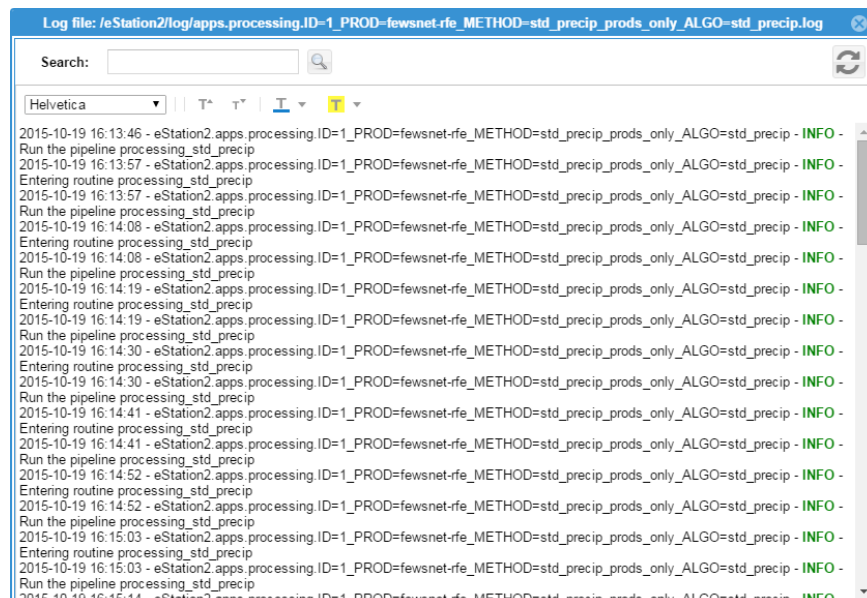 Log file: /eStation2/log/apps.processing.ID=1_PROD=fewsnet-rfe_METHOD=std_precip_prods_only_ALGO=std_precip.log
Search:
Helvetica
2015-10-19 16:13:46 - eStation2.apps.processing.ID=1_PROD=fewsnet-rfe_METHOD=std_precip_prods_only_ALGO=std_precip - INFO -
Run the pipeline processing_std_precip
2015-10-19 16:13:57 - eStation2.apps.processing.ID=1_PROD=fewsnet-rfe_METHOD=std_precip_prods_only_ALGO=std_precip - INFO -
Entering routine processing_std_precip
2015-10-19 16:13:57 - eStation2.apps.processing.ID=1_PROD=fewsnet-rfe_METHOD=std_precip_prods_only_ALGO=std_precip - INFO -
Run the pipeline processing_std_precip
2015-10-19 16:14:08 - eStation2.apps.processing.ID=1_PROD=fewsnet-rfe_METHOD=std_precip_prods_only_ALGO=std_precip - INFO -
Entering routine processing_std_precip
2015-10-19 16:14:08 - eStation2.apps.processing.ID=1_PROD=fewsnet-rfe_METHOD=std_precip_prods_only_ALGO=std_precip - INFO -
Run the pipeline processing_std_precip
2015-10-19 16:14:19 - eStation2.apps.processing.ID=1_PROD=fewsnet-rfe_METHOD=std_precip_prods_only_ALGO=std_precip - INFO -
Entering routine processing_std_precip
2015-10-19 16:14:19 - eStation2.apps.processing.ID=1_PROD=fewsnet-rfe_METHOD=std_precip_prods_only_ALGO=std_precip - INFO -
Run the pipeline processing_std_precip
2015-10-19 16:14:30 - eStation2.apps.processing.ID=1_PROD=fewsnet-rfe_METHOD=std_precip_prods_only_ALGO=std_precip - INFO -
Entering routine processing_std_precip
2015-10-19 16:14:30 - eStation2.apps.processing.ID=1_PROD=fewsnet-rfe_METHOD=std_precip_prods_only_ALGO=std_precip - INFO -
Run the pipeline processing_std_precip
2015-10-19 16:14:41 - eStation2.apps.processing.ID=1_PROD=fewsnet-rfe_METHOD=std_precip_prods_only_ALGO=std_precip - INFO -
Entering routine processing_std_precip
2015-10-19 16:14:41 - eStation2.apps.processing.ID=1_PROD=fewsnet-rfe_METHOD=std_precip_prods_only_ALGO=std_precip - INFO -
Run the pipeline processing_std_precip
2015-10-19 16:14:52 - eStation2.apps.processing.ID=1_PROD=fewsnet-rfe_METHOD=std_precip_prods_only_ALGO=std_precip - INFO -
Entering routine processing_std_precip
2015-10-19 16:14:52 - eStation2.apps.processing.ID=1_PROD=fewsnet-rfe_METHOD=std_precip_prods_only_ALGO=std_precip - INFO -
Run the pipeline processing_std_precip
2015-10-19 16:15:03 - eStation2.apps.processing.ID=1_PROD=fewsnet-rfe_METHOD=std_precip_prods_only_ALGO=std_precip - INFO -
Entering routine processing_std_precip
2015-10-19 16:15:03 - eStation2.apps.processing.ID=1_PROD=fewsnet-rfe_METHOD=std_precip_prods_only_ALGO=std_precip - INFO -
Run the pipeline processing_std_precip
2015-10-19 16:15:14 - eStation2.apps.processing.ID=1_PROD=fewsnet-rfe_METHOD=std_precip_prods_only_ALGO=std_precip - INFO -